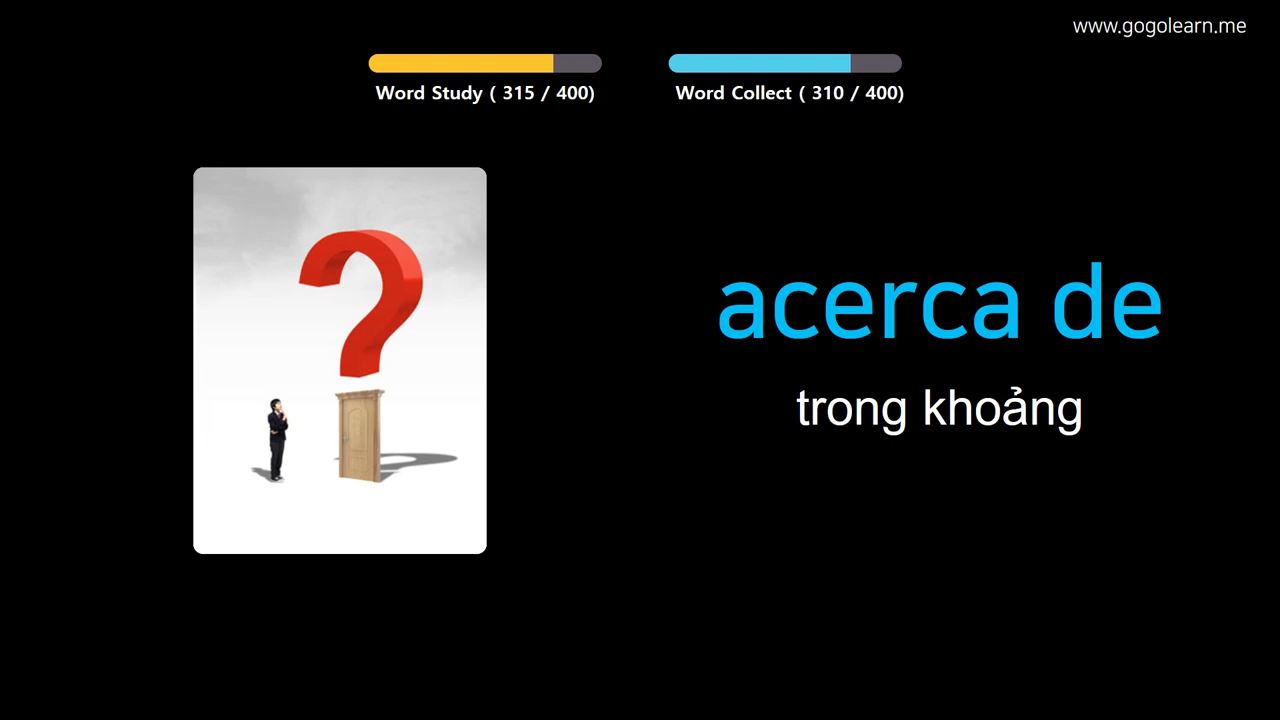 www.gogolearn.me
Word Study ( 315 / 400)
Word Collect ( 310 / 400)
acerca de
trong khoảng